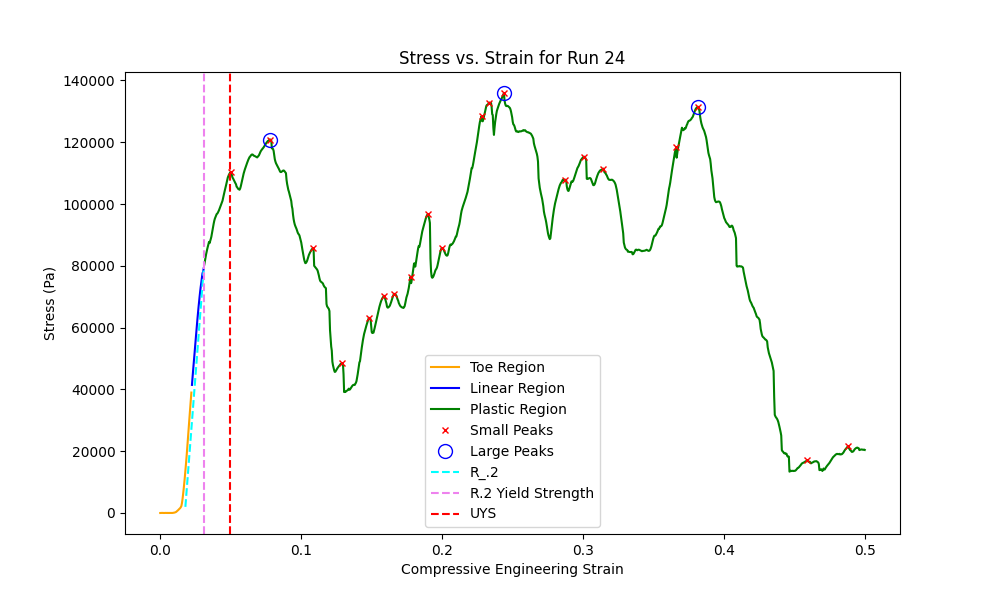 Stress vs. Strain for Run 24
140000
120000
100000
80000
60000
40000
20000
0
Stress (Pa)
0.0
0.1
0.2
0.3
0.4
0.5
Compressive Engineering Strain
Toe Region
Linear Region
Plastic Region
Small Peaks
Large Peaks
R_.2
R.2 Yield Strength
UYS